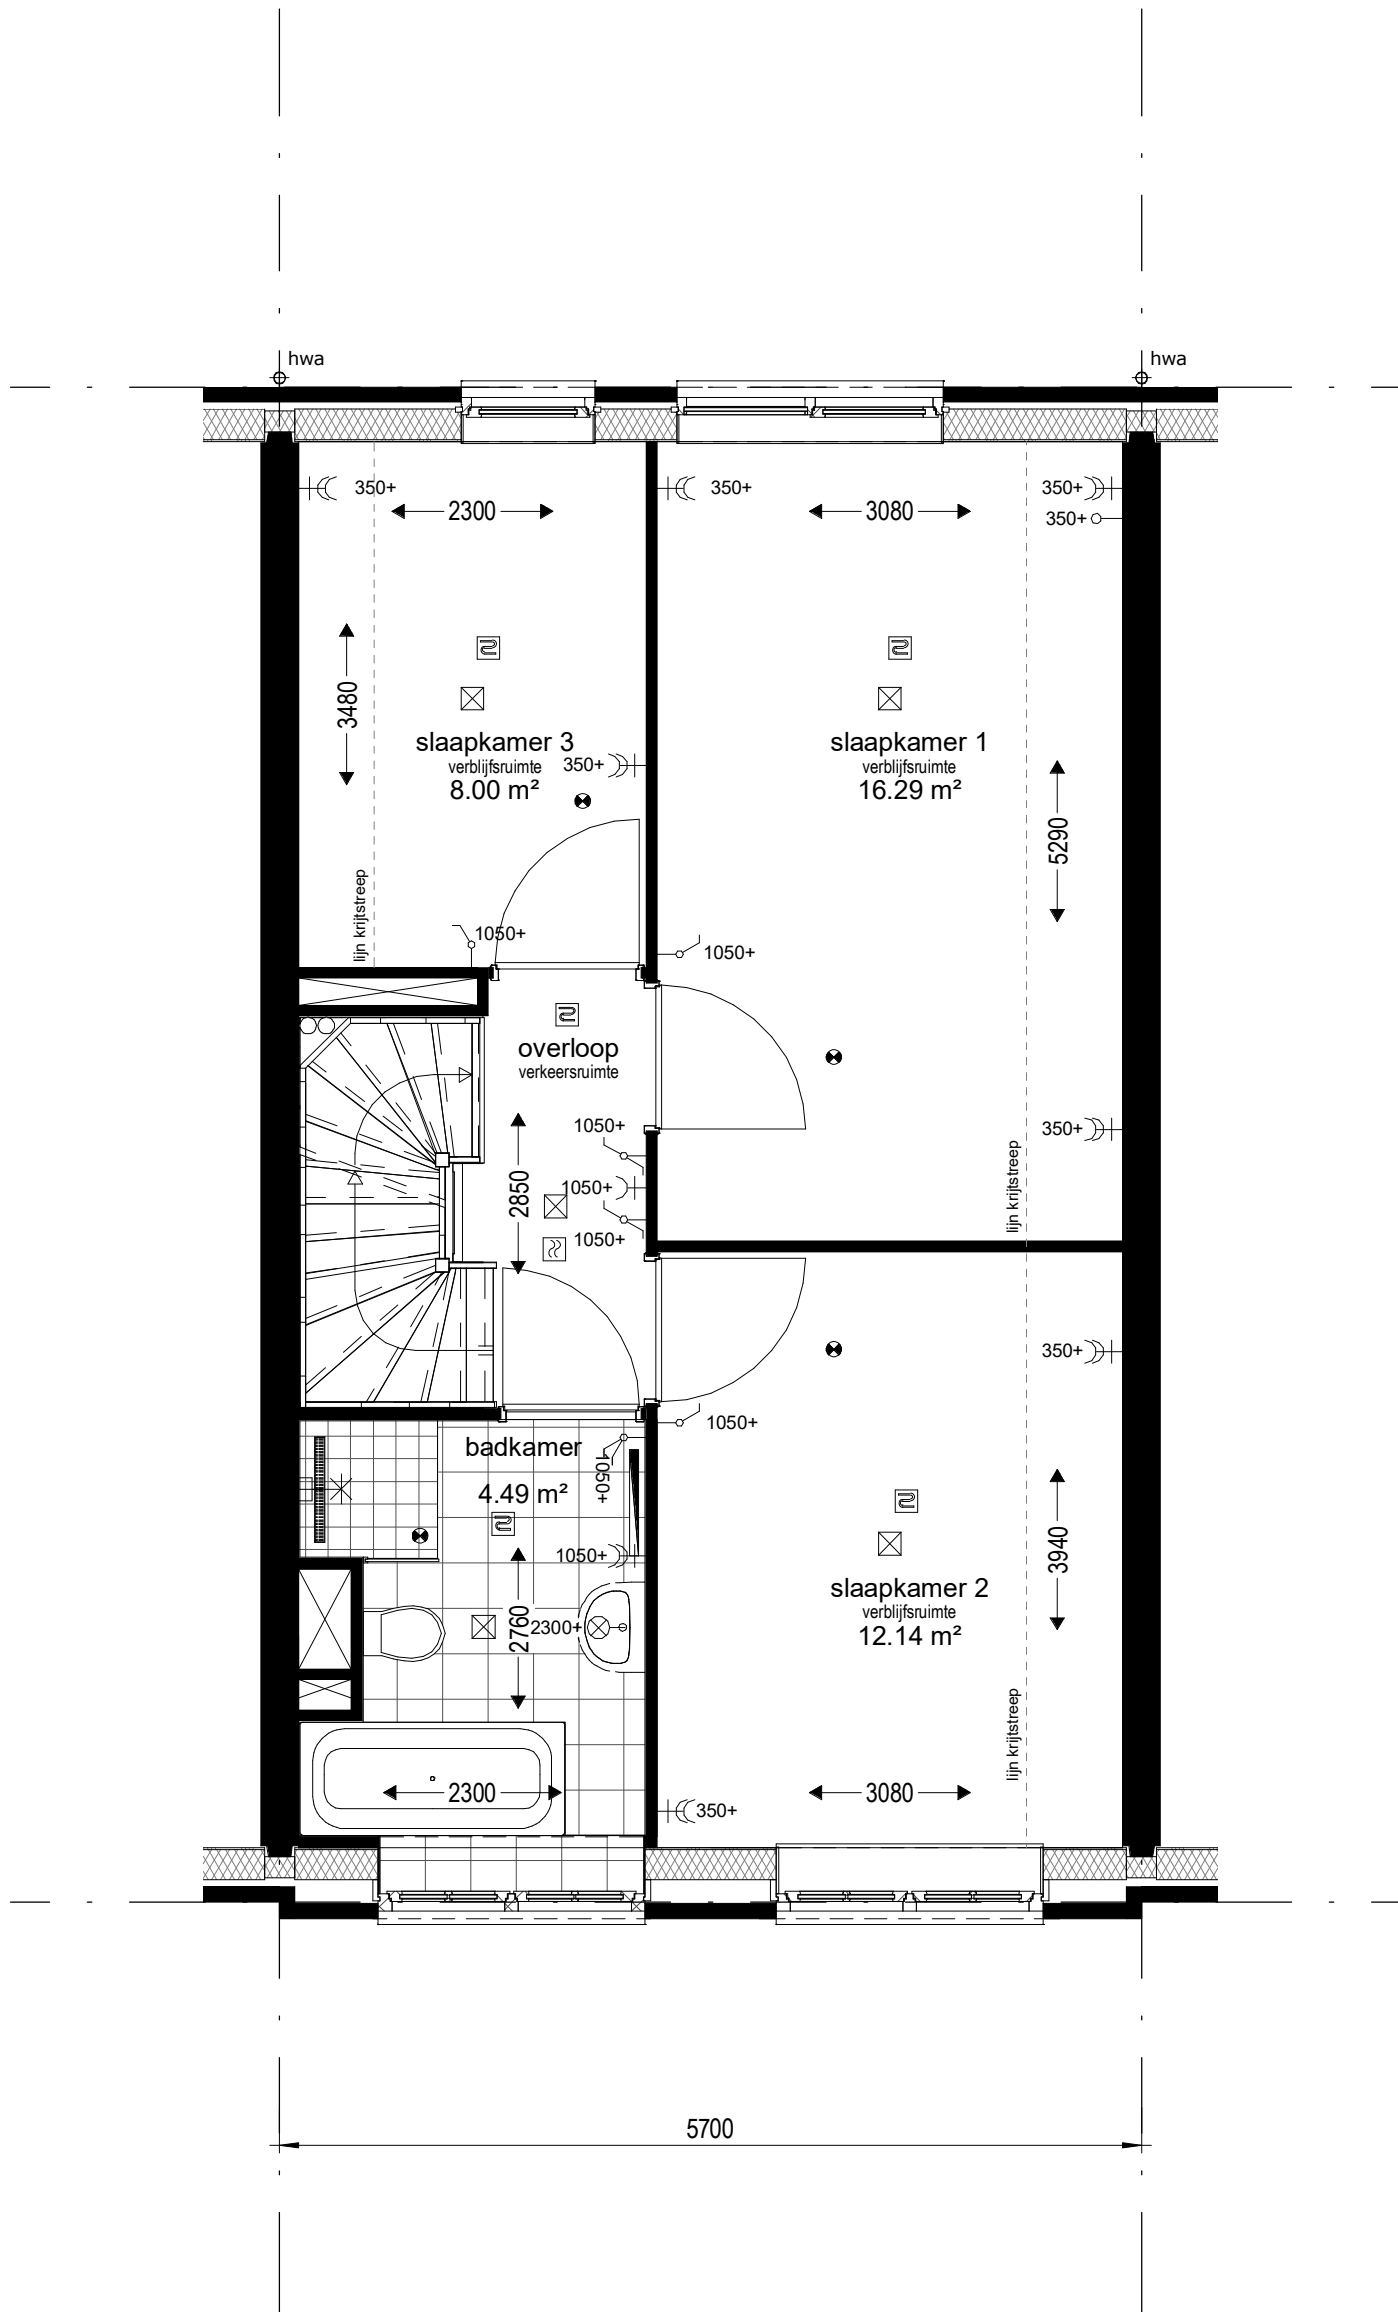 hwa
hwa
350+
350+
350+
350+
2300
3080
3480
slaapkamer 3
verblijfsruimte
8.00 m²
350+
slaapkamer 1
verblijfsruimte
16.29 m²
5290
lijn krijtstreep
1050+
1050+
overloop
verkeersruimte
2850
1050+
1050+
1050+
350+
lijn krijtstreep
350+
1050+
badkamer
4.49 m²
1050+
1050+
2760
2300+
slaapkamer 2
verblijfsruimte
12.14 m²
3940
lijn krijtstreep
2300
350+
3080
5700